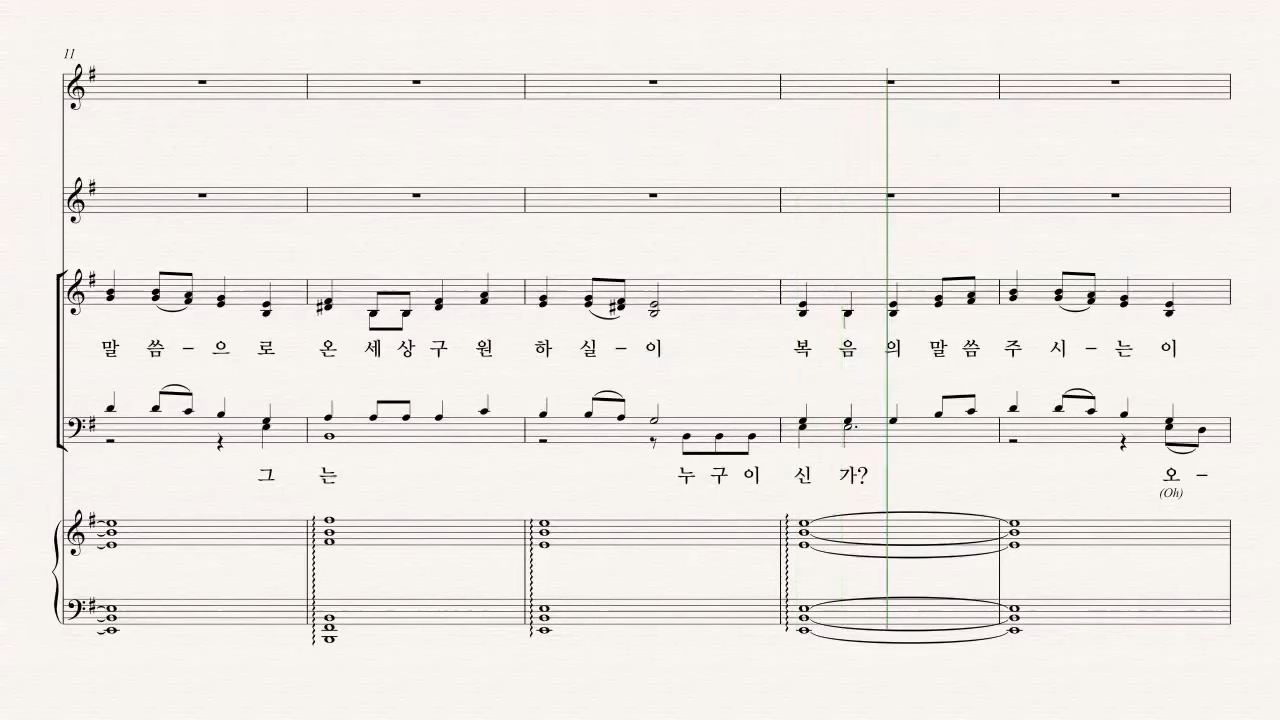 11
말 씀 – 으 로 온 세 상 구 원 하 실 – 이 복 음 의 말 씀 주 시 – 는 이
그 는 누 구 이 신 가? 오 –
(Oh)